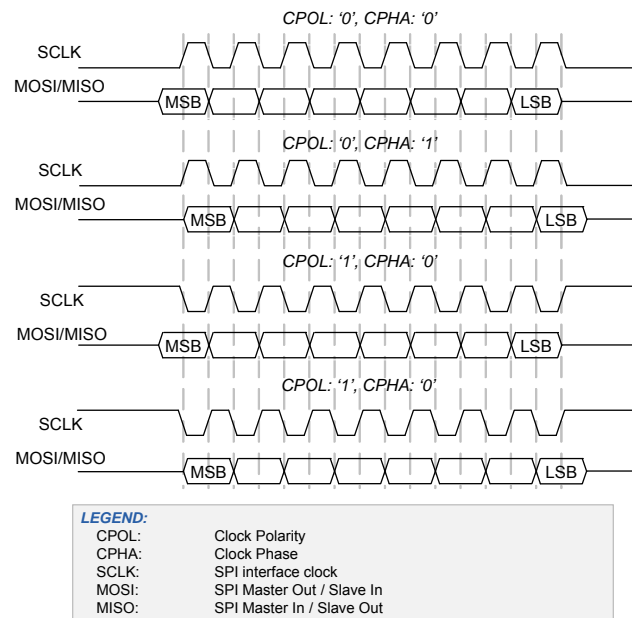 CPOL: ‘0’, CPHA: ‘0’
SCLK
MOSI/MISO
MSB LSB
CPOL: ‘0’, CPHA: ‘1’
SCLK
MOSI/MISO
MSB LSB
CPOL: ‘1’, CPHA: ‘0’
SCLK
MOSI/MISO
MSB LSB
CPOL: ‘1’, CPHA: ‘0’
SCLK
MOSI/MISO
MSB LSB
LEGEND:
CPOL: Clock Polarity
CPHA: Clock Phase
SCLK: SPI interface clock
MOSI: SPI Master Out / Slave In
MISO: SPI Master In / Slave Out